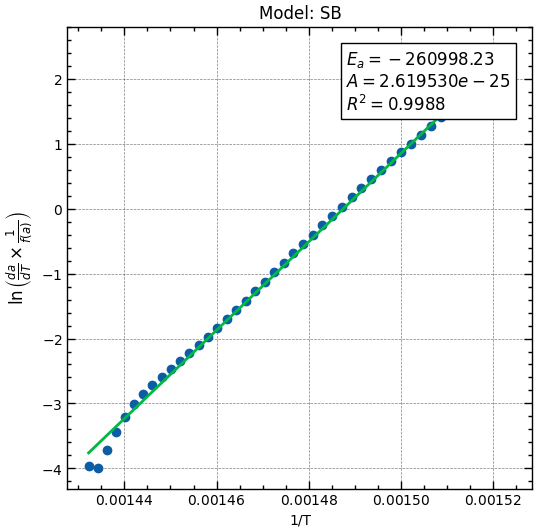 Model: SB
E_a = −260998.23
A = 2.619530e − 25
R² = 0.9988
ln(da/dT × 1/f(a))
2
1
0
−1
−2
−3
−4
0.00144 0.00146 0.00148 0.00150 0.00152
1/T